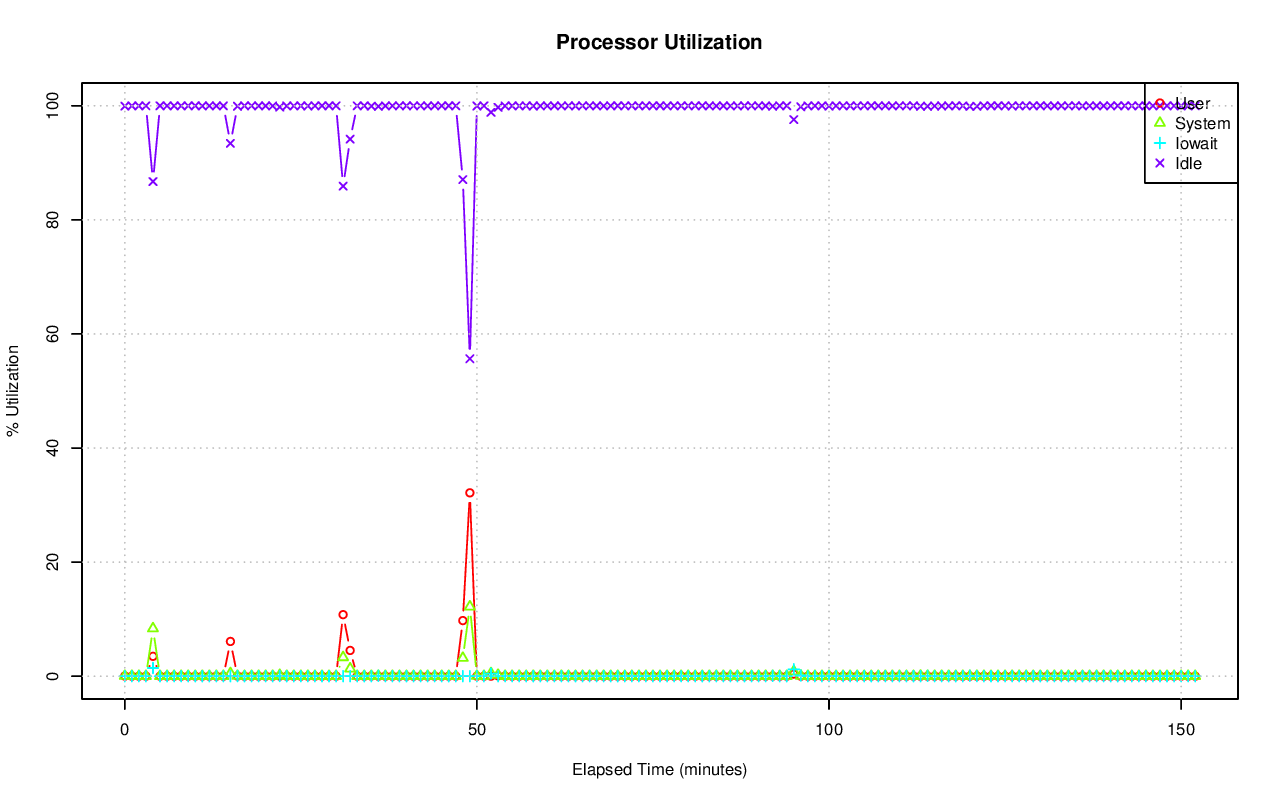 Processor Utilization
% Utilization
100
80
60
40
20
0
User
System
Iowait
Idle
0 50 100 150
Elapsed Time (minutes)